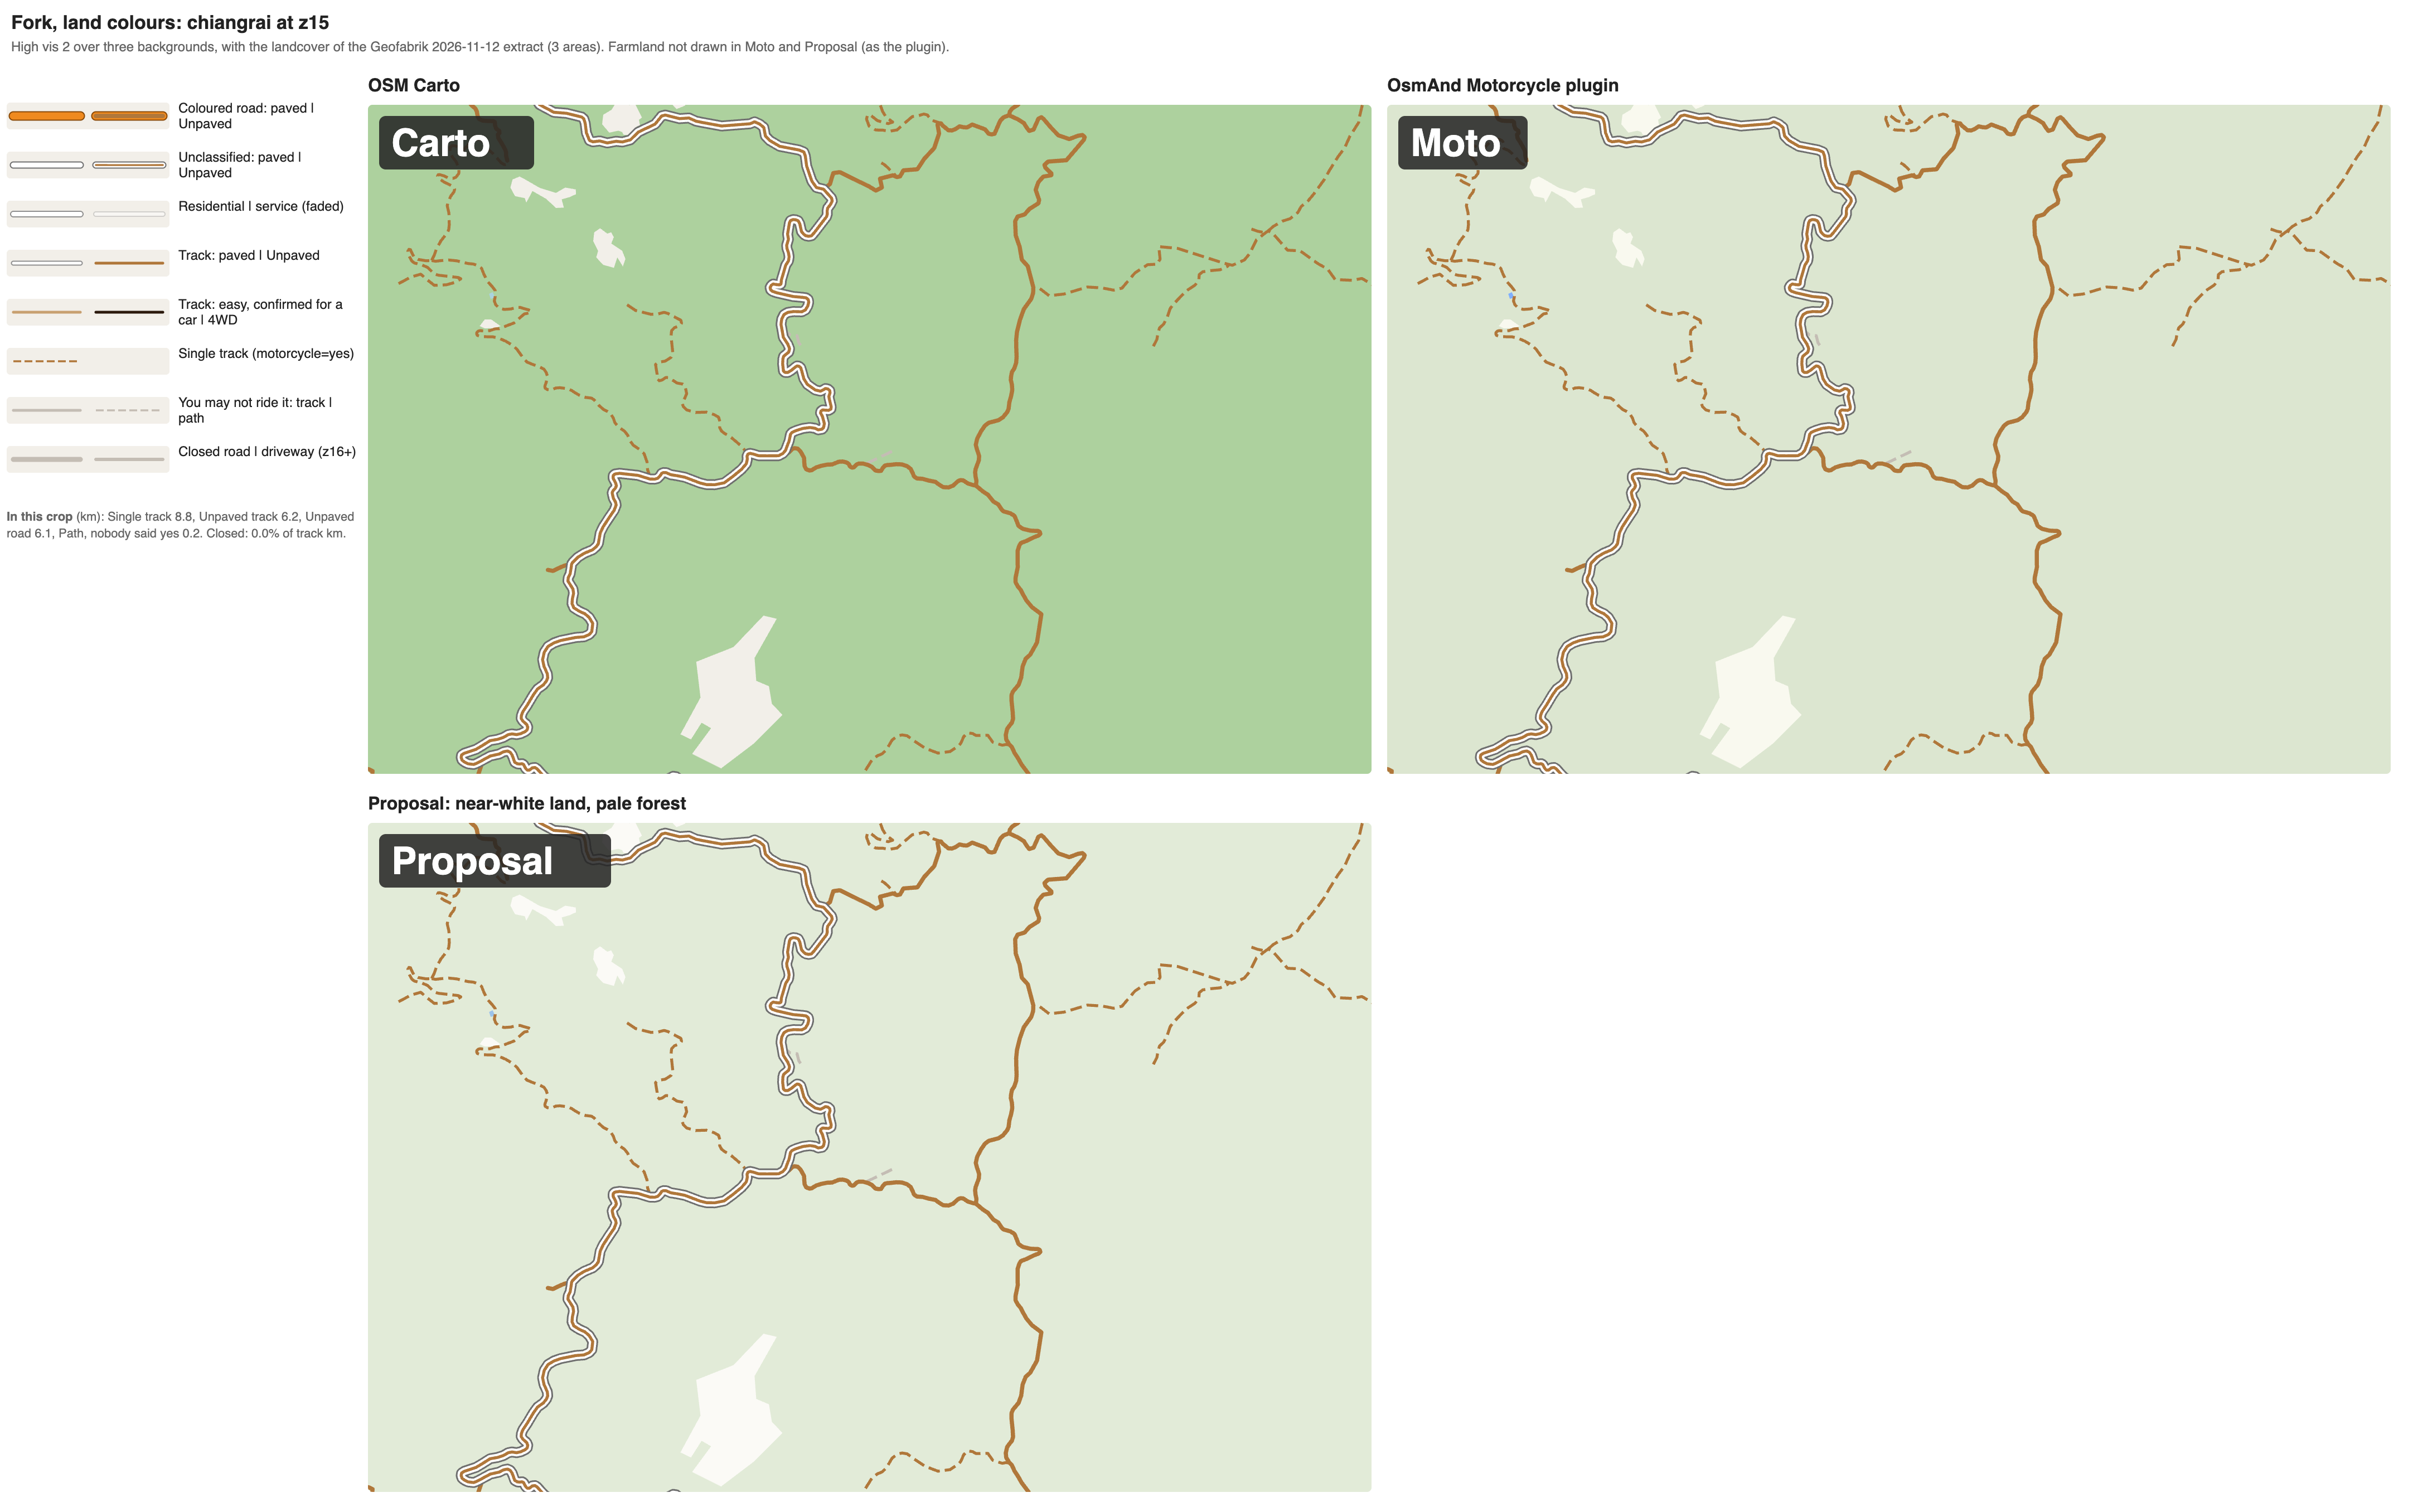 Fork, land colours: chiangrai at z15
High vis 2 over three backgrounds, with the landcover of the Geofabrik 2026-11-12 extract (3 areas). Farmland not drawn in Moto and Proposal (as the plugin).
Coloured road: paved |
Unpaved
Unclassified: paved |
Unpaved
Residential | service (faded)
Track: paved | Unpaved
Track: easy, confirmed for a
car | 4WD
Single track (motorcycle=yes)
You may not ride it: track |
path
Closed road | driveway (z16+)
In this crop (km): Single track 8.8, Unpaved track 6.2, Unpaved
road 6.1, Path, nobody said yes 0.2. Closed: 0.0% of track km.
OSM Carto
Carto
OsmAnd Motorcycle plugin
Moto
Proposal: near-white land, pale forest
Proposal